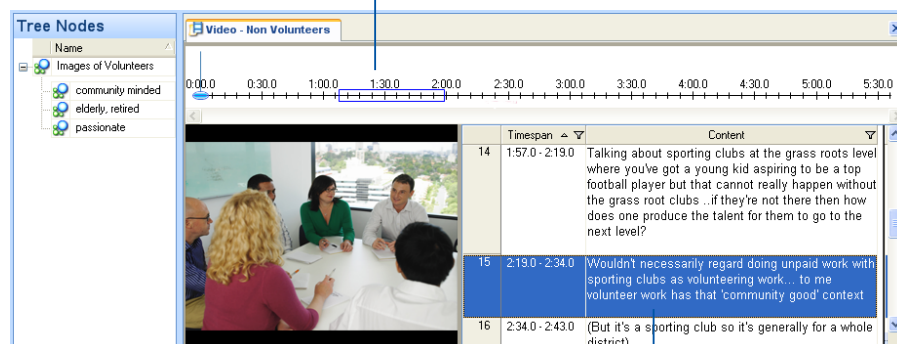 Tree Nodes
Name
Images of Volunteers
community minded
elderly, retired
passionate
Video - Non Volunteers
0:00.0 0:30.0 1:00.0 1:30.0 2:00.0 2:30.0 3:00.0 3:30.0 4:00.0 4:30.0 5:00.0 5:30.0
Timespan Content
14 1:57.0 - 2:19.0 Talking about sporting clubs at the grass roots level
where you've got a young kid aspiring to be a top
football player but that cannot really happen without
the grass root clubs ..if they're not there then how
does one produce the talent for them to go to the
next level?
15 2:19.0 - 2:34.0 Wouldn't necessarily regard doing unpaid work with
sporting clubs as volunteering work... to me
volunteer work has that 'community good' context
16 2:34.0 - 2:43.0 (But it's a sporting club so it's generally for a whole
district)